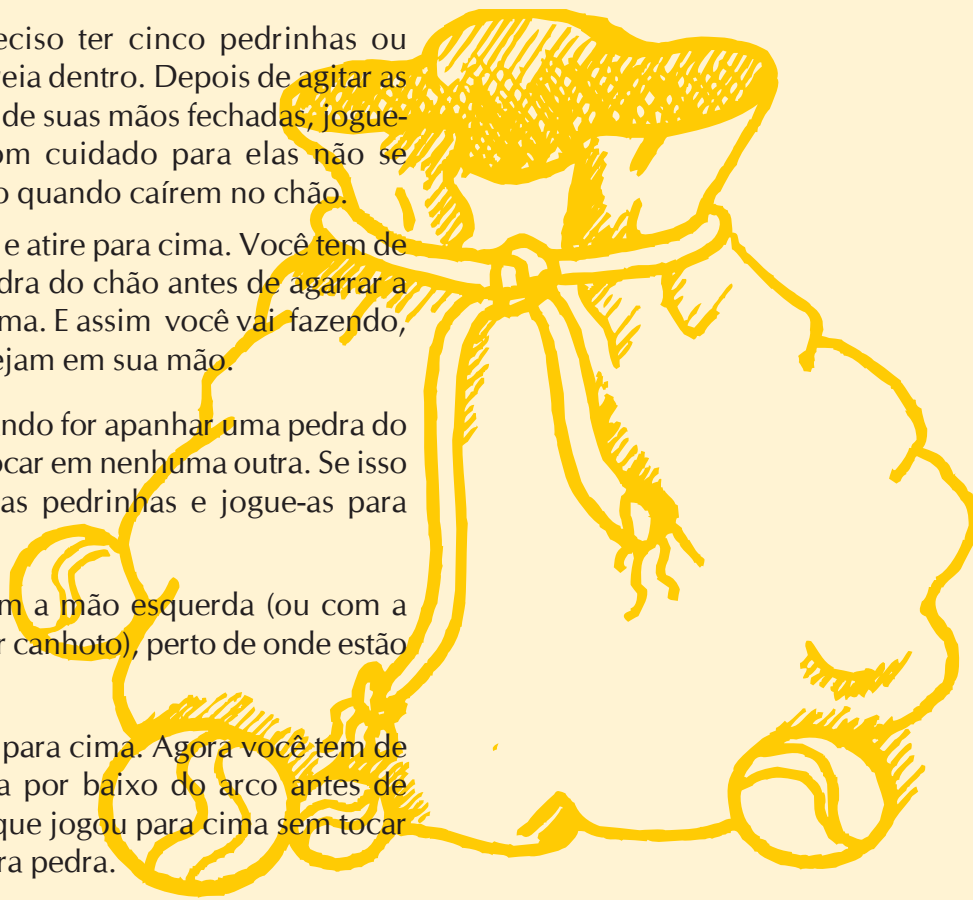 eciso ter cinco pedrinhas ou
reia dentro. Depois de agitar as
de suas mãos fechadas, jogue-
om cuidado para elas não se
o quando caírem no chão.
e atire para cima. Você tem de
dra do chão antes de agarrar a
ma. E assim você vai fazendo,
ejam em sua mão.
ndo for apanhar uma pedra do
ocar em nenhuma outra. Se isso
as pedrinhas e jogue-as para
m a mão esquerda (ou com a
r canhoto), perto de onde estão
para cima. Agora você tem de
a por baixo do arco antes de
que jogou para cima sem tocar
ra pedra.